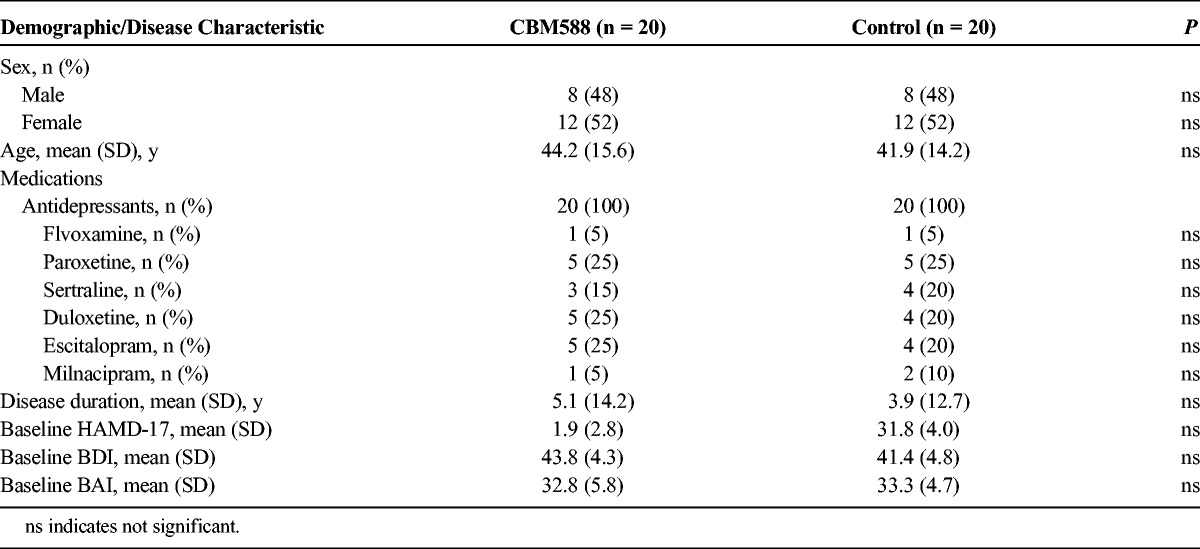 Demographic/Disease Characteristic CBM588 (n = 20) Control (n = 20) P
Sex, n (%)
Male 8 (48) 8 (48) ns
Female 12 (52) 12 (52) ns
Age, mean (SD), y 44.2 (15.6) 41.9 (14.2) ns
Medications
Antidepressants, n (%) 20 (100) 20 (100)
Flvoxamine, n (%) 1 (5) 1 (5) ns
Paroxetine, n (%) 5 (25) 5 (25) ns
Sertraline, n (%) 3 (15) 4 (20) ns
Duloxetine, n (%) 5 (25) 4 (20) ns
Escitalopram, n (%) 5 (25) 4 (20) ns
Milnacipram, n (%) 1 (5) 2 (10) ns
Disease duration, mean (SD), y 5.1 (14.2) 3.9 (12.7) ns
Baseline HAMD-17, mean (SD) 1.9 (2.8) 31.8 (4.0) ns
Baseline BDI, mean (SD) 43.8 (4.3) 41.4 (4.8) ns
Baseline BAI, mean (SD) 32.8 (5.8) 33.3 (4.7) ns
ns indicates not significant.